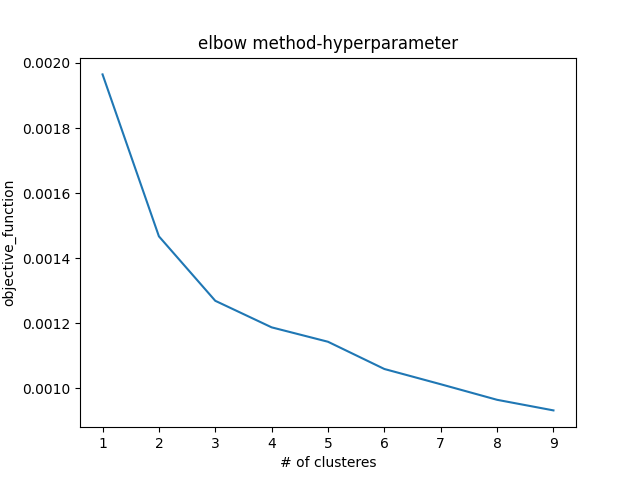 elbow method-hyperparameter
0.0020
0.0018
0.0016
0.0014
0.0012
0.0010
objective_function
1 2 3 4 5 6 7 8 9
# of clusteres